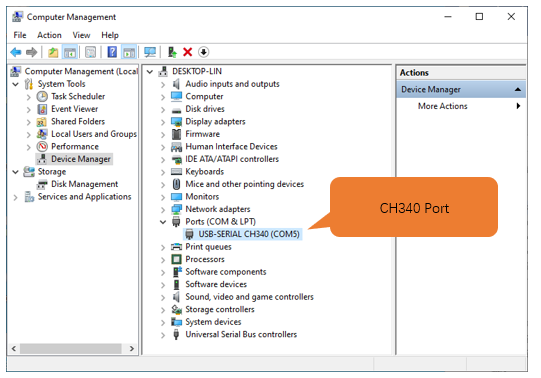 Computer Management
File Action View Help
Computer Management (Local
System Tools
Task Scheduler
Event Viewer
Shared Folders
Local Users and Groups
Performance
Device Manager
Storage
Disk Management
Services and Applications
DESKTOP-LIN
Audio inputs and outputs
Computer
Disk drives
Display adapters
Firmware
Human Interface Devices
IDE ATA/ATAPI controllers
Keyboards
Mice and other pointing devices
Monitors
Network adapters
Ports (COM & LPT)
USB-SERIAL CH340 (COM5)
Print queues
Processors
Software components
Software devices
Sound, video and game controllers
Storage controllers
System devices
Universal Serial Bus controllers
CH340 Port
Actions
Device Manager
More Actions